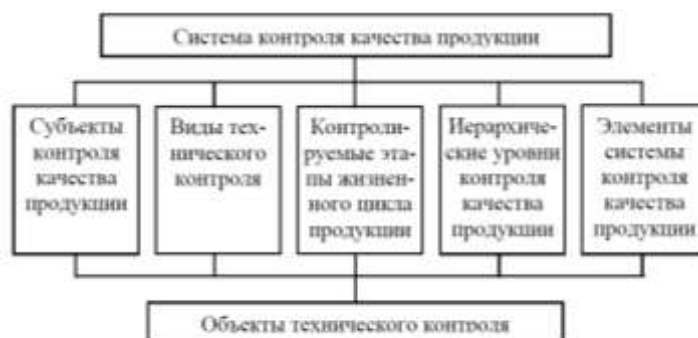 Система контроля качества продукции
Субъекты
контроля
качества
продукции
Виды тех-
нического
контроля
Контроли-
руемые эта-
пы жизнен-
ного цикла
продукции
Иерархиче-
ские уровни
контроля
качества
продукции
Элементы
системы
контроля
качества
продукции
Объекты технического контроля